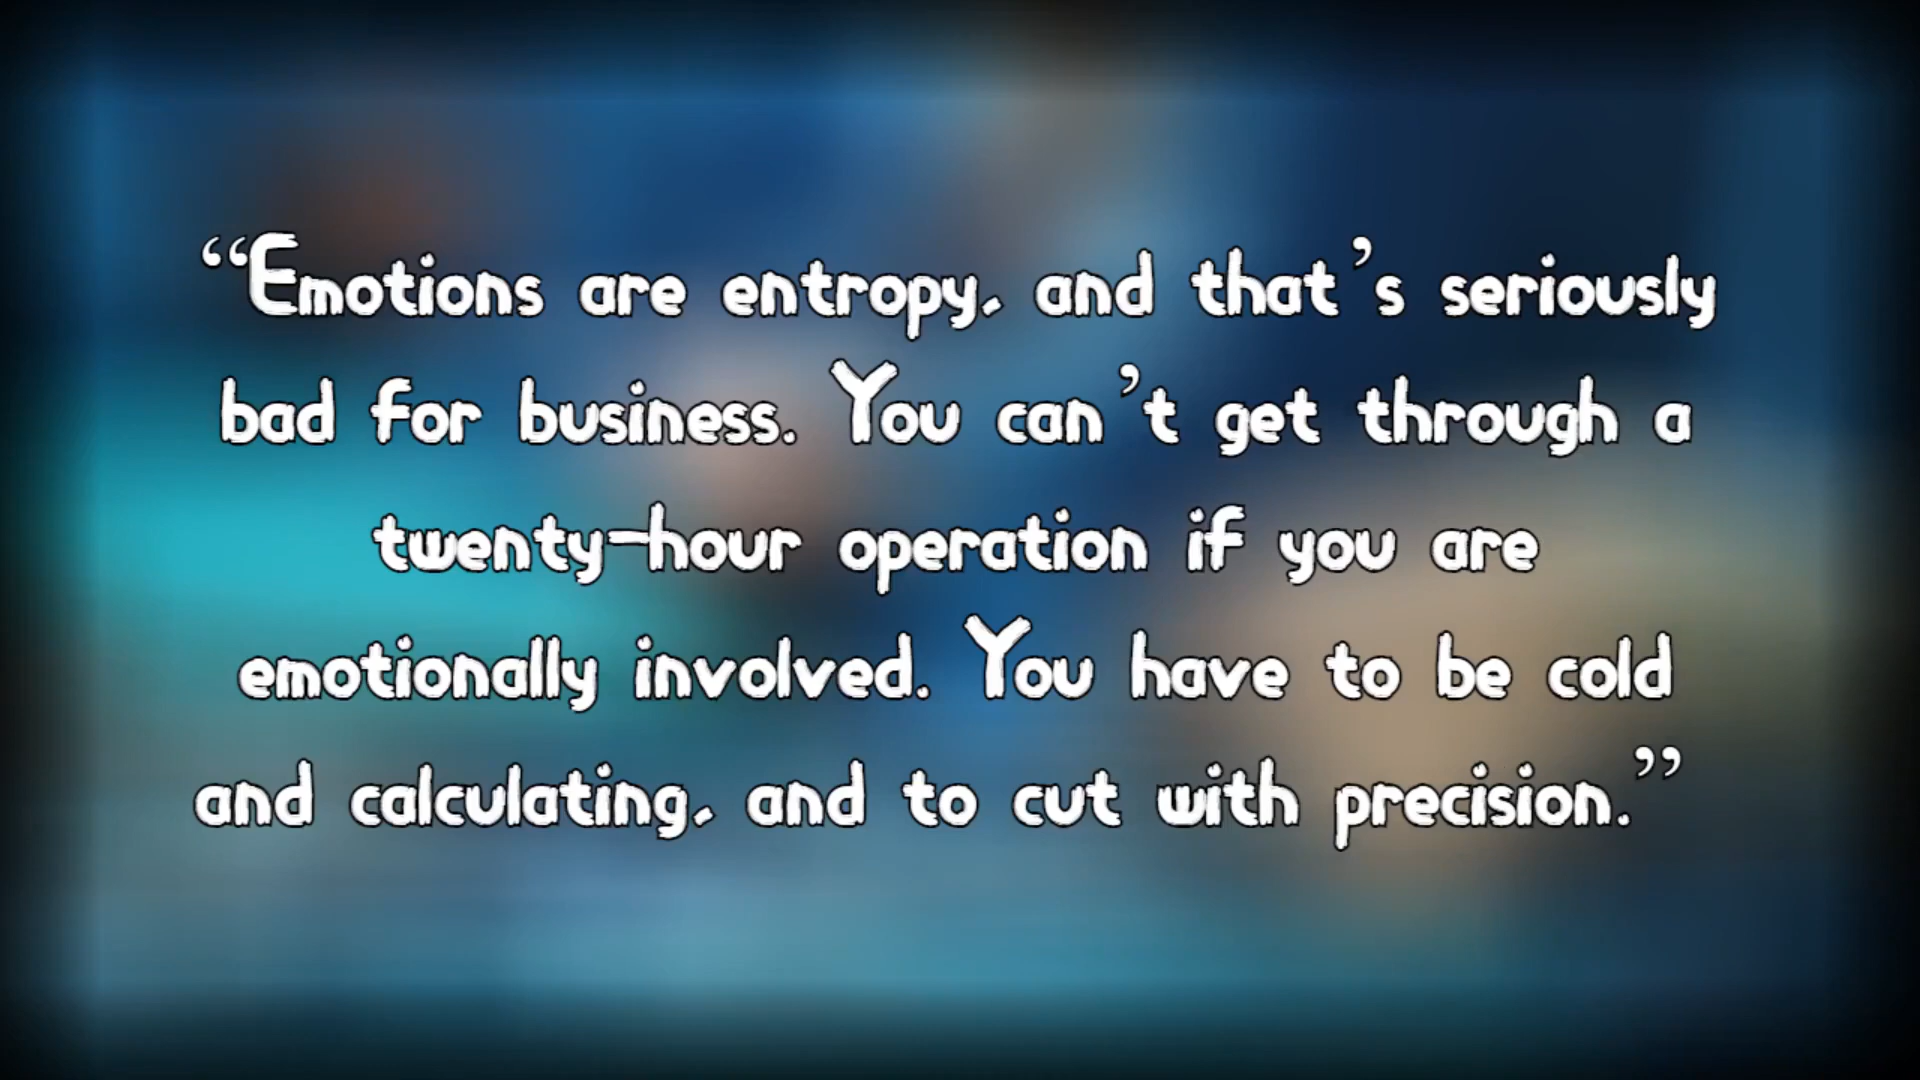 “Emotions are entropy, and that’s seriously
bad for business. You can’t get through a
twenty-hour operation if you are
emotionally involved. You have to be cold
and calculating, and to cut with precision.”